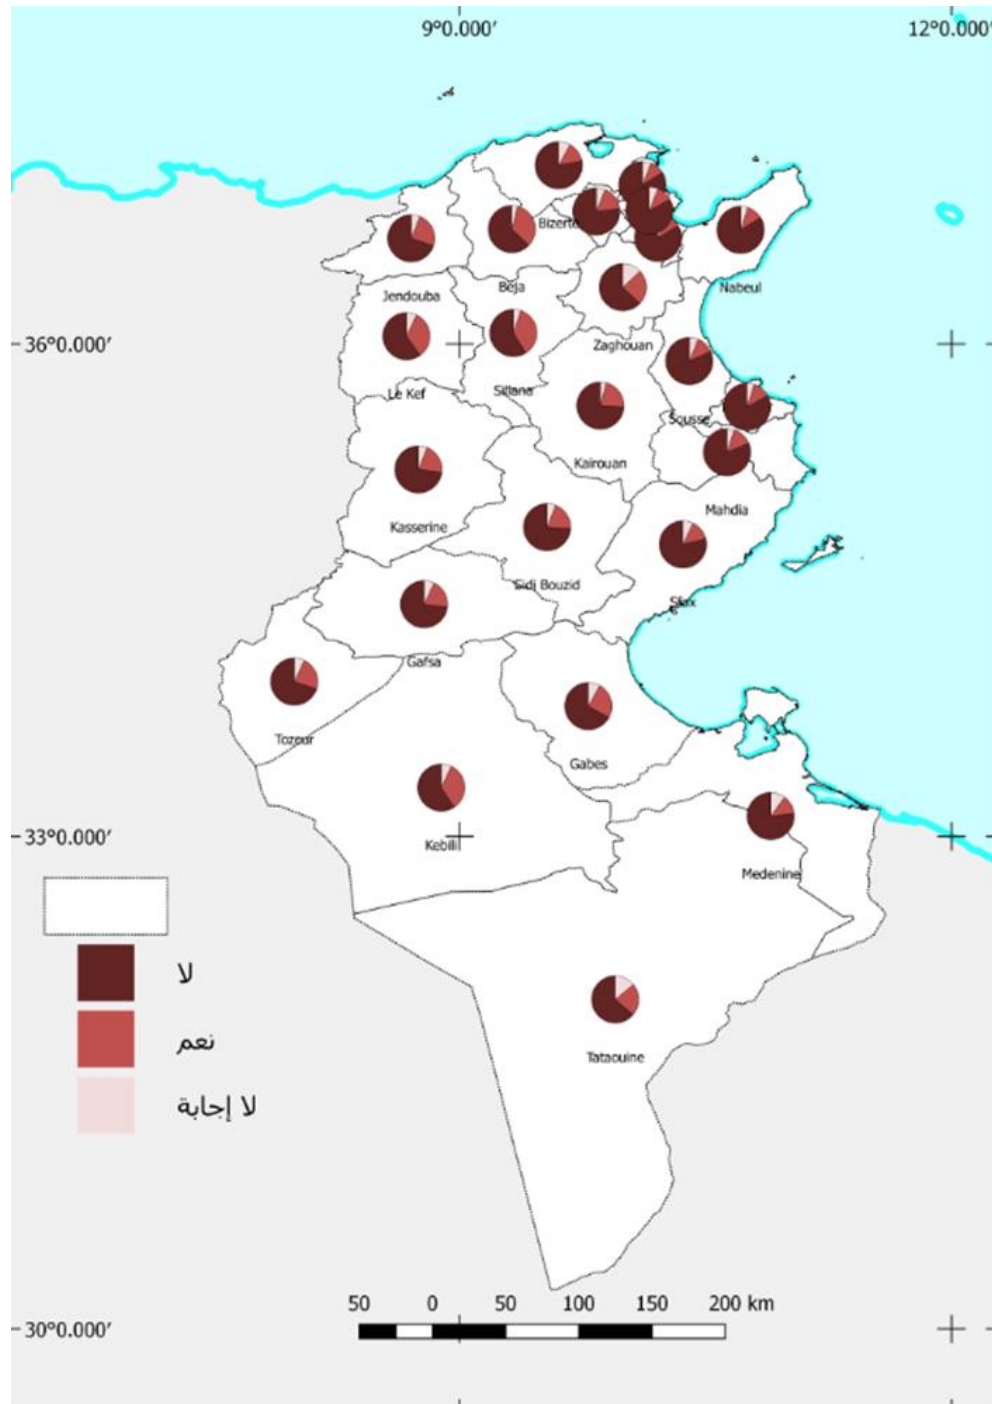 9°0.000′
12°0.000′
Bizerte
Nabeul
Jendouba
Béja
36°0.000′
Zaghouan
Le Kef
Siliana
Sousse
Kairouan
Mahdia
Kasserine
Sidi Bouzid
Sfax
Gafsa
Tozeur
Gabes
33°0.000′
Kebili
Medenine
لا
نعم
لا إجابة
Tataouine
50 0 50 100 150 200 km
30°0.000′